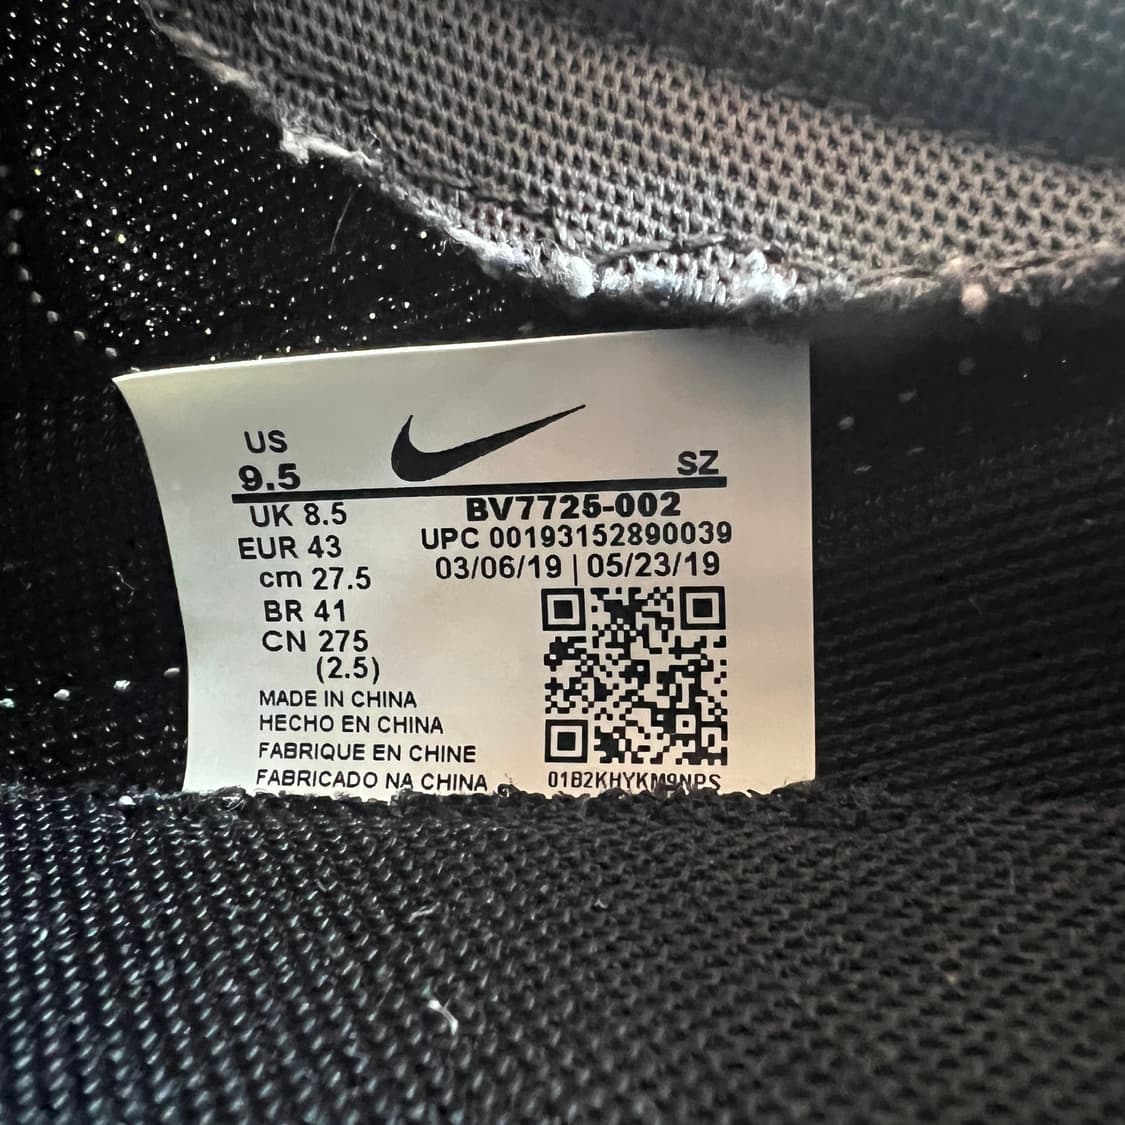 US
9.5
SZ
UK 8.5
BV7725-002
EUR 43
UPC 00193152890039
cm 27.5
03/06/19 | 05/23/19
BR 41
CN 275
(2.5)
MADE IN CHINA
HECHO EN CHINA
FABRIQUE EN CHINE
FABRICADO NA CHINA